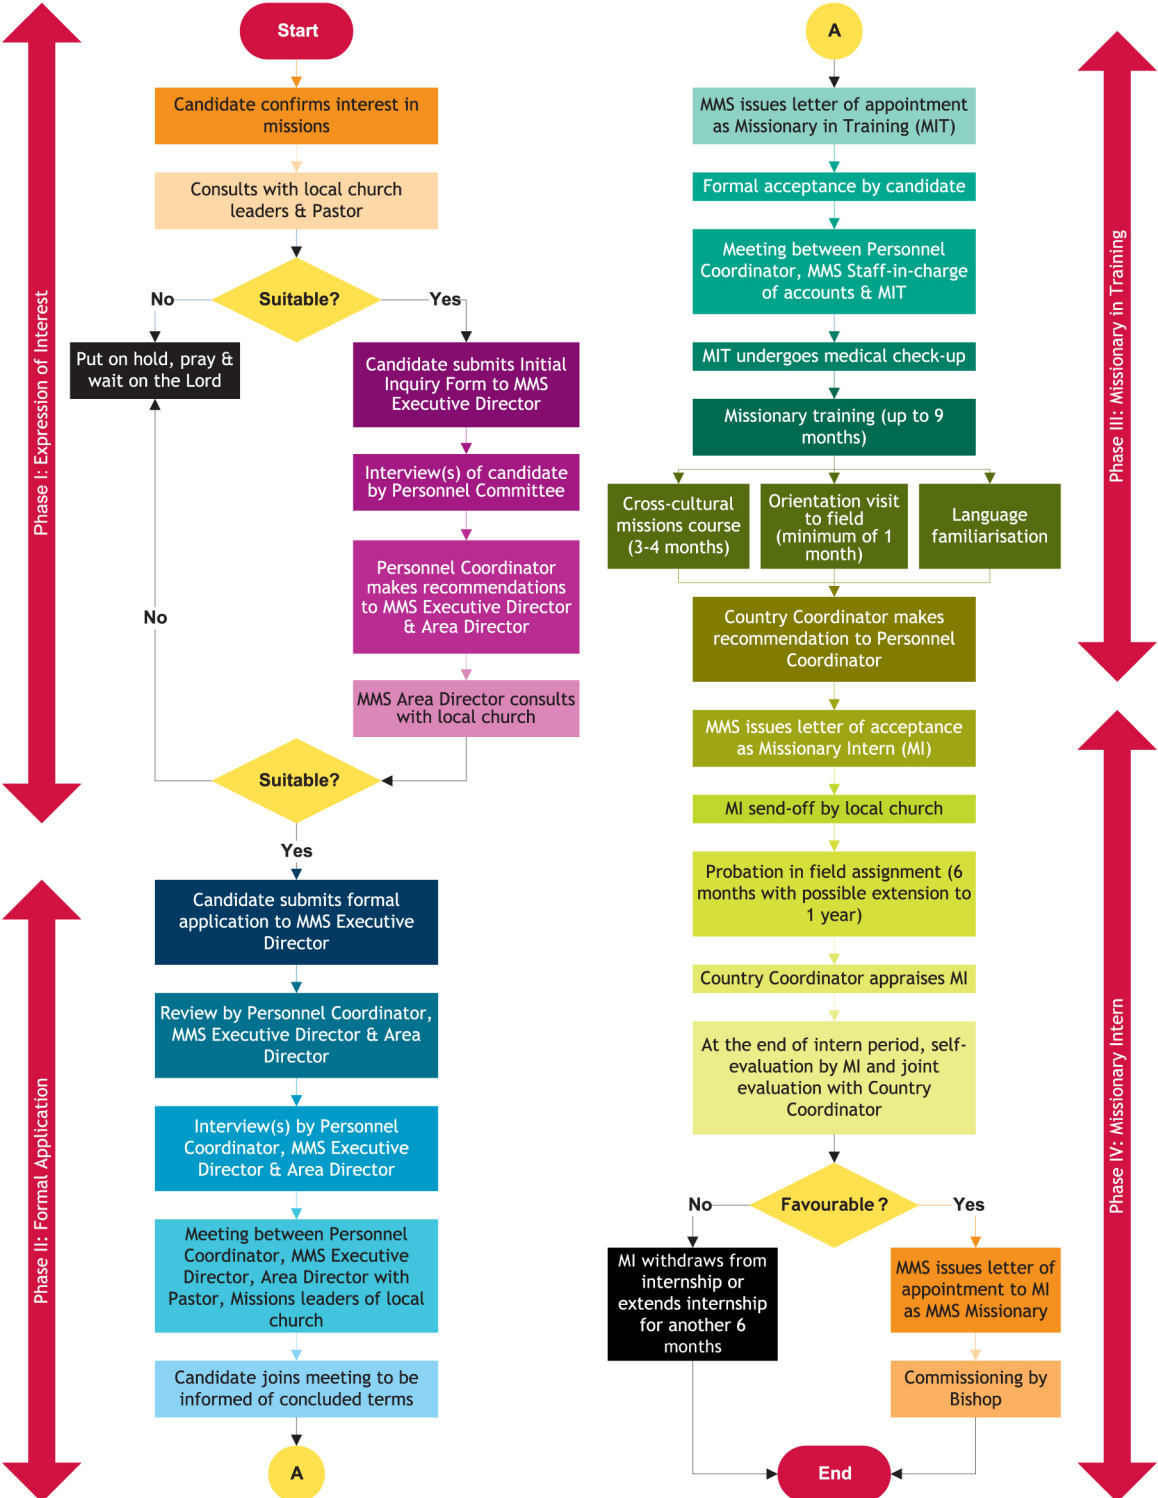 Start
Candidate confirms interest in
missions
Consults with local church
leaders & Pastor
Suitable?
No
Yes
Put on hold, pray &
wait on the Lord
Candidate submits Initial
Inquiry Form to MMS
Executive Director
Interview(s) of candidate
by Personnel Committee
Personnel Coordinator
makes recommendations
to MMS Executive Director
& Area Director
No
MMS Area Director consults
with local church
Suitable?
Yes
Phase I: Expression of Interest
Candidate submits formal
application to MMS Executive
Director
Review by Personnel Coordinator,
MMS Executive Director & Area
Director
Interview(s) by Personnel
Coordinator, MMS Executive
Director & Area Director
Meeting between Personnel
Coordinator, MMS Executive
Director, Area Director with
Pastor, Missions leaders of local
church
Candidate joins meeting to be
informed of concluded terms
A
Phase II: Formal Application
A
MMS issues letter of appointment
as Missionary in Training (MIT)
Formal acceptance by candidate
Meeting between Personnel
Coordinator, MMS Staff-in-charge
of accounts & MIT
MIT undergoes medical check-up
Missionary training (up to 9
months)
Cross-cultural
missions course
(3-4 months)
Orientation visit
to field
(minimum of 1
month)
Language
familiarisation
Country Coordinator makes
recommendation to Personnel
Coordinator
Phase III: Missionary in Training
MMS issues letter of acceptance
as Missionary Intern (MI)
MI send-off by local church
Probation in field assignment (6
months with possible extension to
1 year)
Country Coordinator appraises MI
At the end of intern period, self-
evaluation by MI and joint
evaluation with Country
Coordinator
Favourable ?
No
Yes
MI withdraws from
internship or
extends internship
for another 6
months
MMS issues letter of
appointment to MI
as MMS Missionary
Commissioning by
Bishop
End
Phase IV: Missionary Intern